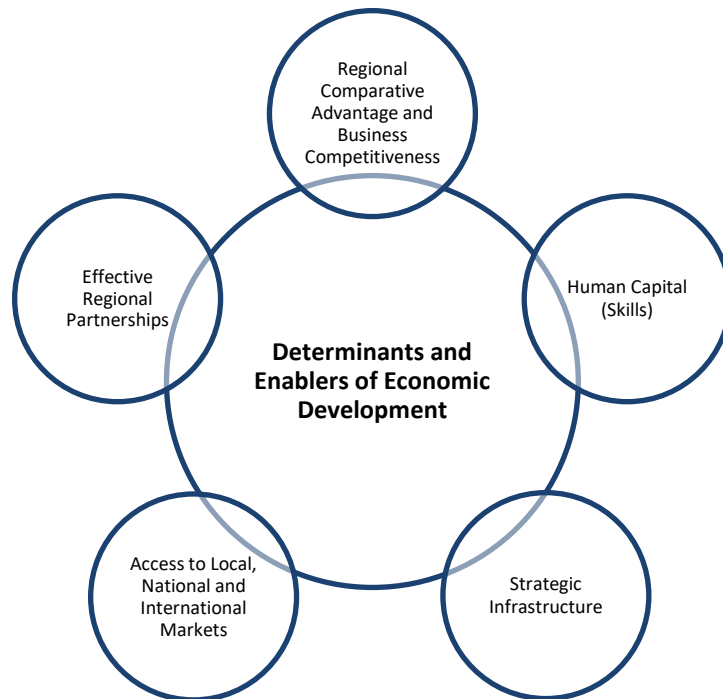 Regional
Comparative
Advantage and
Business
Competitiveness
Effective
Regional
Partnerships
Human Capital
(Skills)
Determinants and
Enablers of Economic
Development
Access to Local,
National and
International
Markets
Strategic
Infrastructure